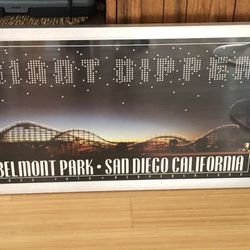 GIANT DIPPER
BELMONT PARK • SAN DIEGO CALIFORNIA